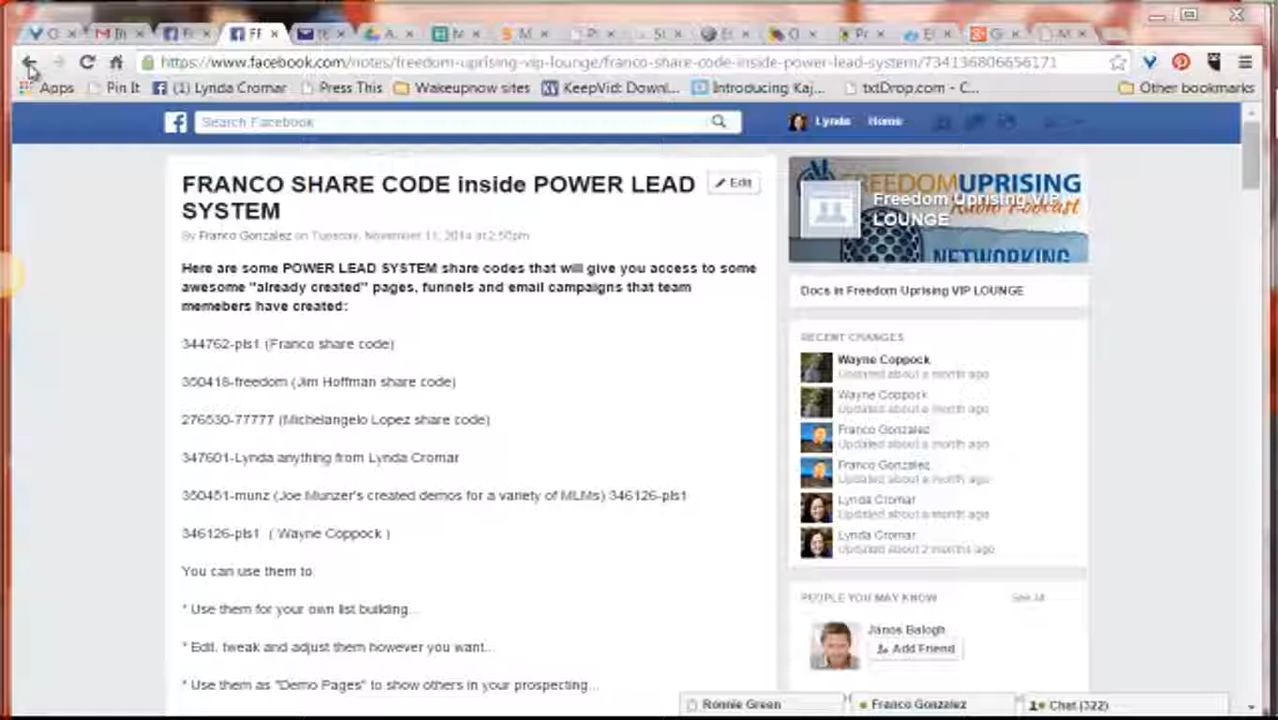 https://www.facebook.com/notes/freedom-uprising-vip-lounge/franco-share-code-inside-power-lead-system/734136806656171
Apps Pin It (1) Lynda Cromar Press This Wakeupnow sites KeepVid: Downl... Introducing Kaj... txtDrop.com - C... Other bookmarks
Search Facebook Lynda Home
FRANCO SHARE CODE inside POWER LEAD
SYSTEM
Edit
By Franco Gonzalez on Tuesday, November 11, 2014 at 2:50pm
Here are some POWER LEAD SYSTEM share codes that will give you access to some
awesome "already created" pages, funnels and email campaigns that team
memebers have created:
344762-pls1 (Franco share code)
350418-freedom (Jim Hoffman share code)
276530-77777 (Michelangelo Lopez share code)
347601-Lynda anything from Lynda Cromar
350451-munz (Joe Munzer's created demos for a variety of MLMs) 346126-pls1
346126-pls1 ( Wayne Coppock )
You can use them to
* Use them for your own list building...
* Edit, tweak and adjust them however you want...
* Use them as "Demo Pages" to show others in your prospecting...
FREEDOMUPRISING
Radio Podcast
Freedom Uprising VIP
LOUNGE
NETWORKING
Docs in Freedom Uprising VIP LOUNGE
RECENT CHANGES
Wayne Coppock
Updated about a month ago
Wayne Coppock
Updated about a month ago
Franco Gonzalez
Updated about a month ago
Franco Gonzalez
Updated about a month ago
Lynda Cromar
Updated about a month ago
Lynda Cromar
Updated about 2 months ago
PEOPLE YOU MAY KNOW See All
János Balogh
Add Friend
Ronnie Green Franco Gonzalez Chat (322)